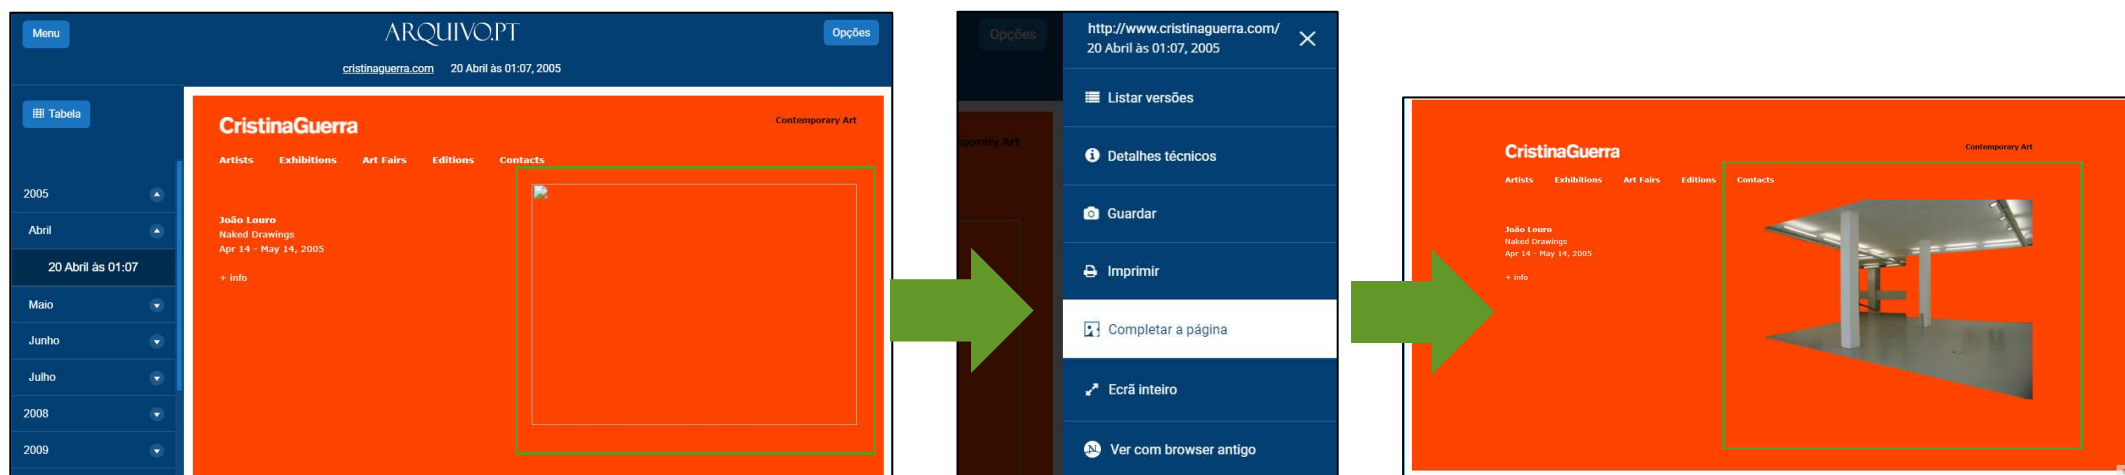 Menu
ARQUIVO.PT
Opções
cristinaguerra.com 20 Abril às 01:07, 2005
Tabela
2005
Abril
20 Abril às 01:07
Maio
Junho
Julho
2008
2009
CristinaGuerra
Contemporary Art
Artists Exhibitions Art Fairs Editions Contacts
João Louro
Naked Drawings
Apr 14 - May 14, 2005
+ info
Opções
porary Art
http://www.cristinaguerra.com/
20 Abril às 01:07, 2005
Listar versões
Detalhes técnicos
Guardar
Imprimir
Completar a página
Ecrã inteiro
N
Ver com browser antigo
CristinaGuerra
Contemporary Art
Artists Exhibitions Art Fairs Editions Contacts
João Louro
Naked Drawings
Apr 14 - May 14, 2005
+ info